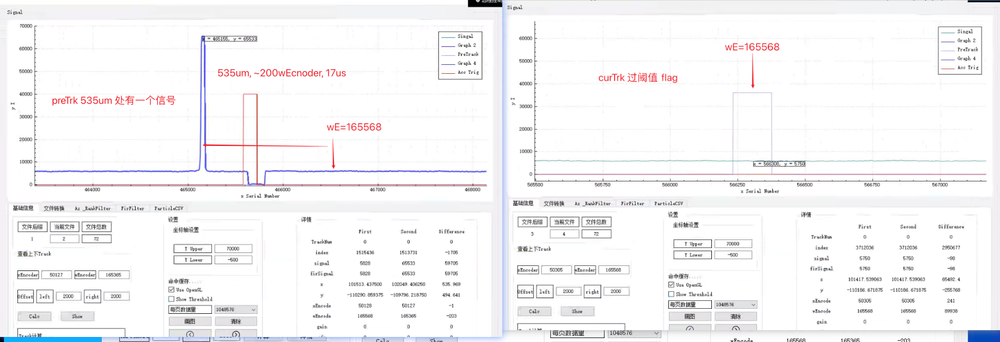 Signal
70000
60000
50000
40000
30000
20000
10000
0
y I
x = 465155, y = 65533
535um, ~200wEcnoder, 17us
preTrk 535um 处有一个信号
wE=165568
Singal
Graph 2
PreTrack
Graph 4
Acc Trig
464000 465000 466000 467000 468000
x Serial Number
基础信息 文件转换 Az _RankFilter FirFilter ParticleCSV
文件后缀 当前文件 文件总数
1 2 72
查看上下Track
xEncoder 50127 wEncoder 165365
Offset left 2000 right 2000
Calc Show
Track计算
设置
坐标轴设置
Y Upper 70000
Y Lower -500
命中缓存.....
Use OpenGL
Show Threshold
每页数据量 1048576
画图 清除
详情
First Second Difference
TrackNum 0 0 0
index 1515436 1513731 -1705
signal 5828 65533 59705
firSignal 5828 65533 59705
x 101513.437500 102049.406250 535.969
y -110290.859375 -109796.218750 494.641
xEncode 50128 50127 -1
wEncode 165568 165365 -203
gain 0 0 0
Signal
60000
50000
40000
30000
20000
10000
0
y I
wE=165568
curTrk 过阈值 flag
x = 566308, y = 5750
Singal
Graph 2
PreTrack
Graph 4
Acc Trig
565500 565750 566000 566250 566500 566750 567000
x Serial Number
基础信息 文件转换 Az _RankFilter FirFilter ParticleCSV
文件后缀 当前文件 文件总数
3 4 72
查看上下Track
xEncoder 50305 wEncoder 165568
Offset left 2000 right 2000
Calc Show
设置
坐标轴设置
Y Upper 70000
Y Lower -500
命中缓存.....
Use OpenGL
Show Threshold
每页数据量 1048576
画图 清除
详情
First Second Difference
TrackNum 0 0 0
index 3712036 3712036 2950677
signal 5750 5750 -98
firSignal 5750 5750 -98
x 101417.539063 101417.539063 65492.4
y -110186.671875 -110186.671875 -255768
xEncode 50305 50305 241
wEncode 165568 165568 89938
gain 0 0 0
每页数据量 1048576
wEncode 165568 165365 -203